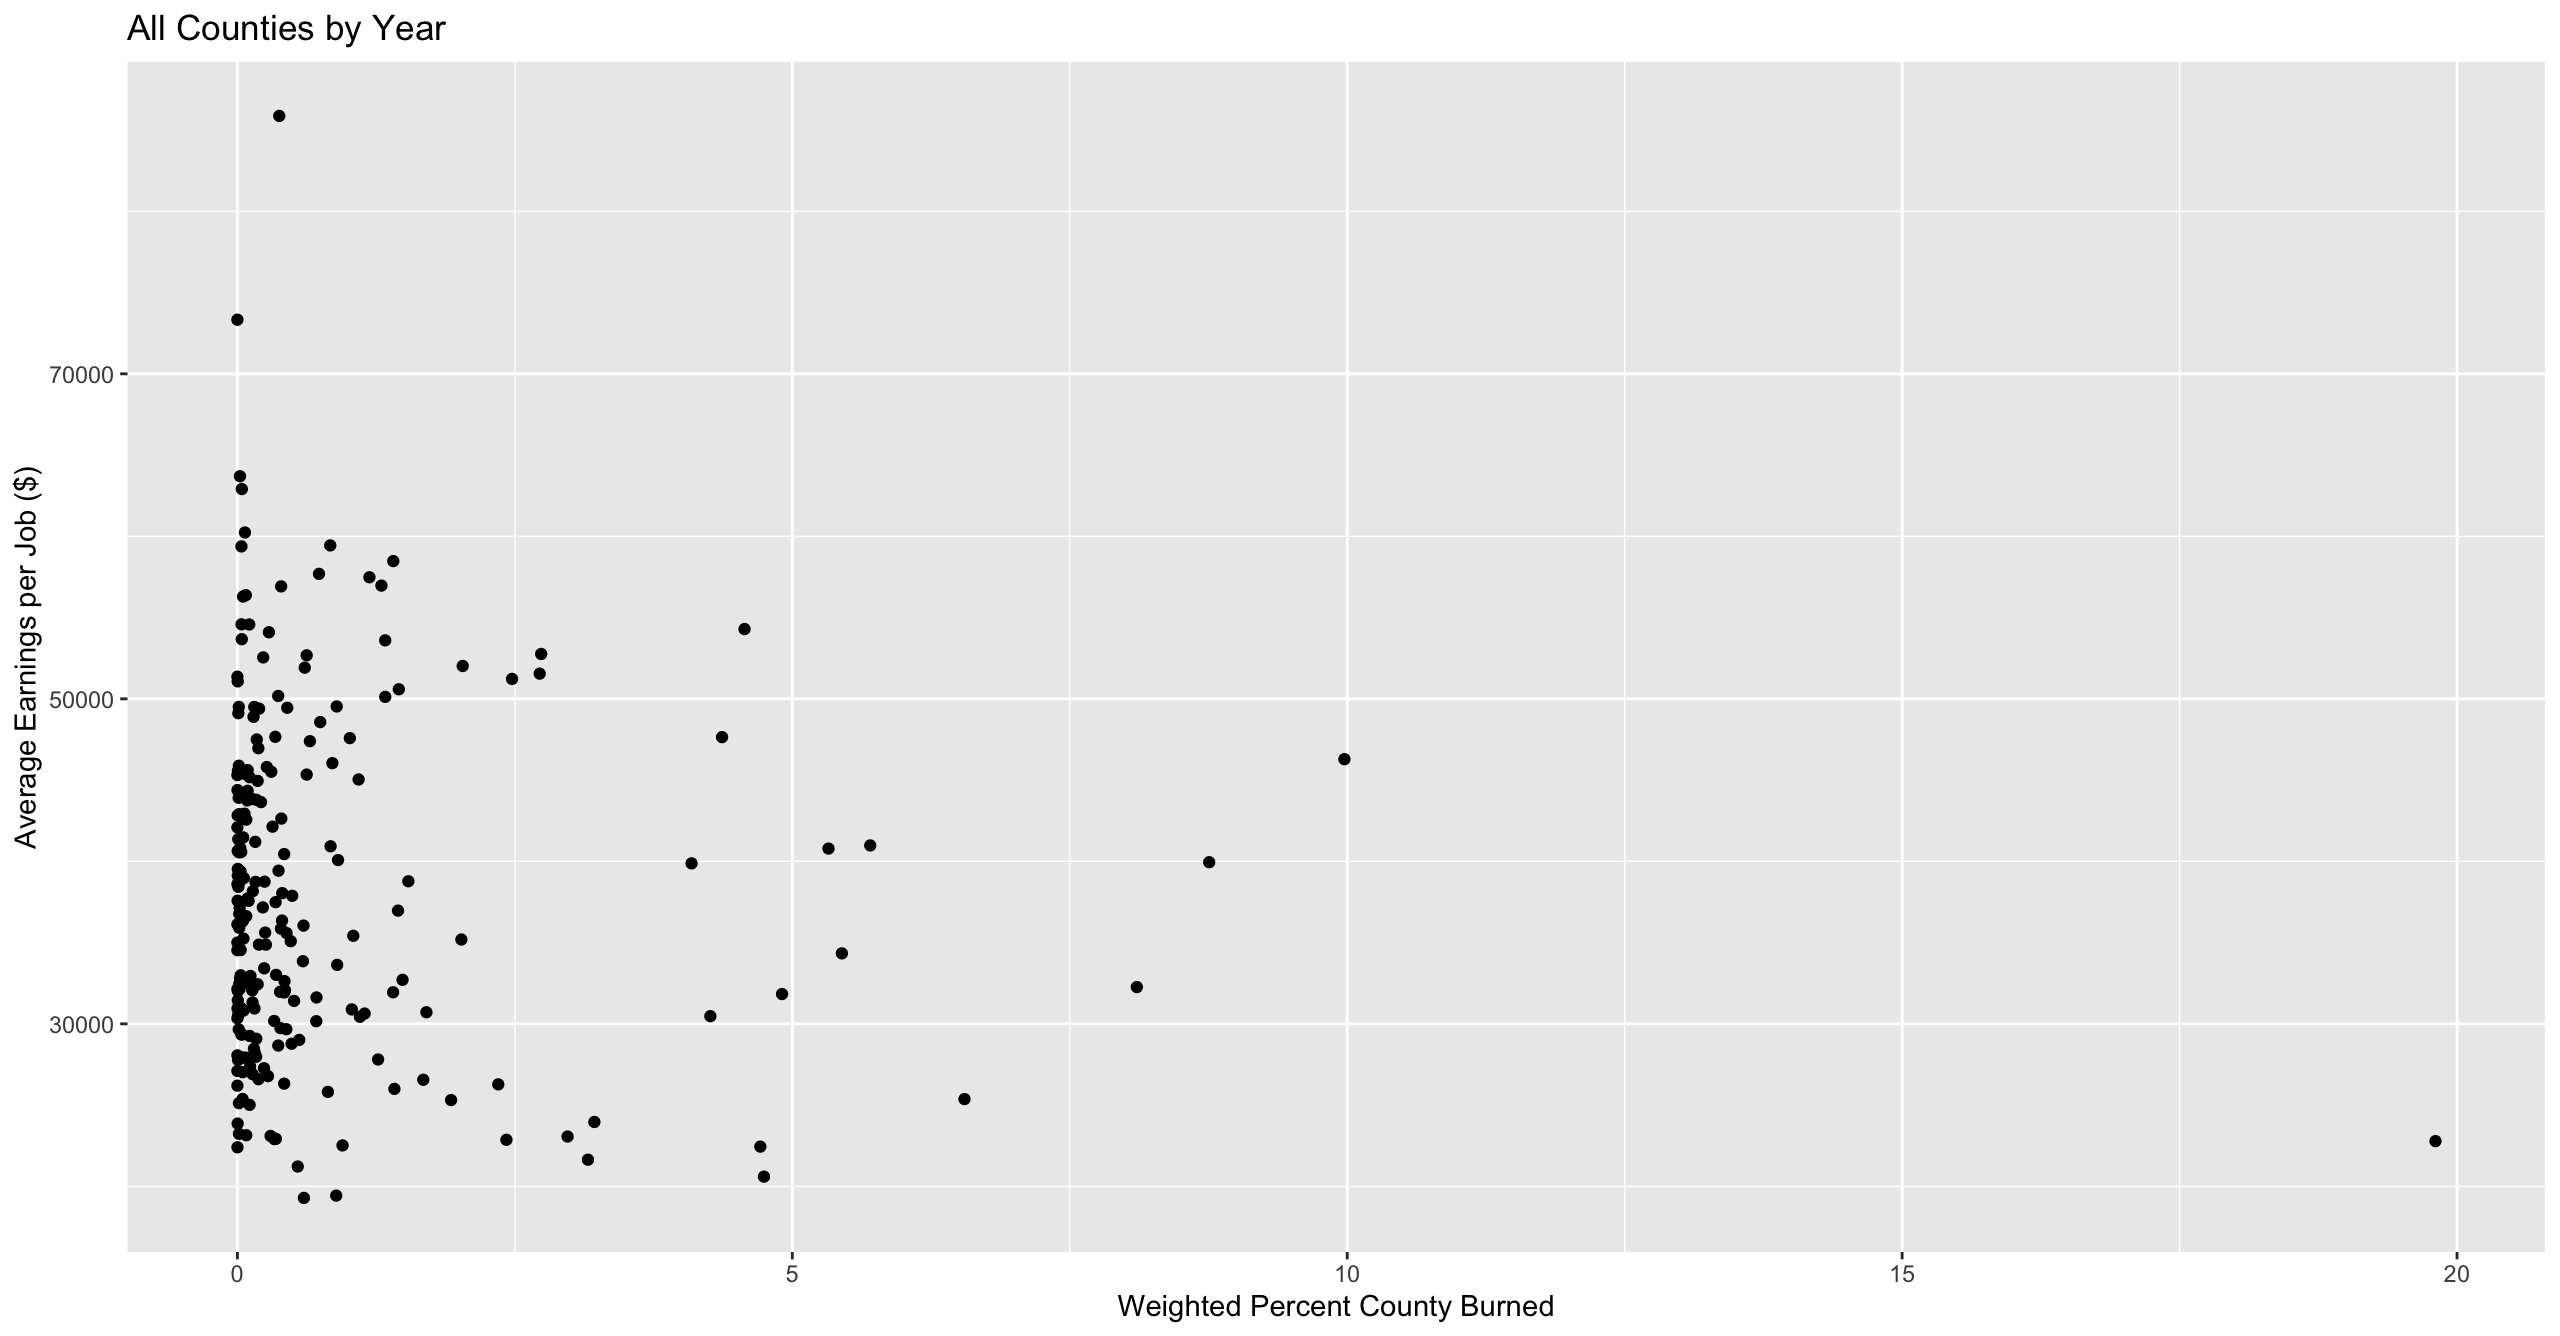 All Counties by Year
Average Earnings per Job ($)
70000
50000
30000
0
5
10
15
20
Weighted Percent County Burned